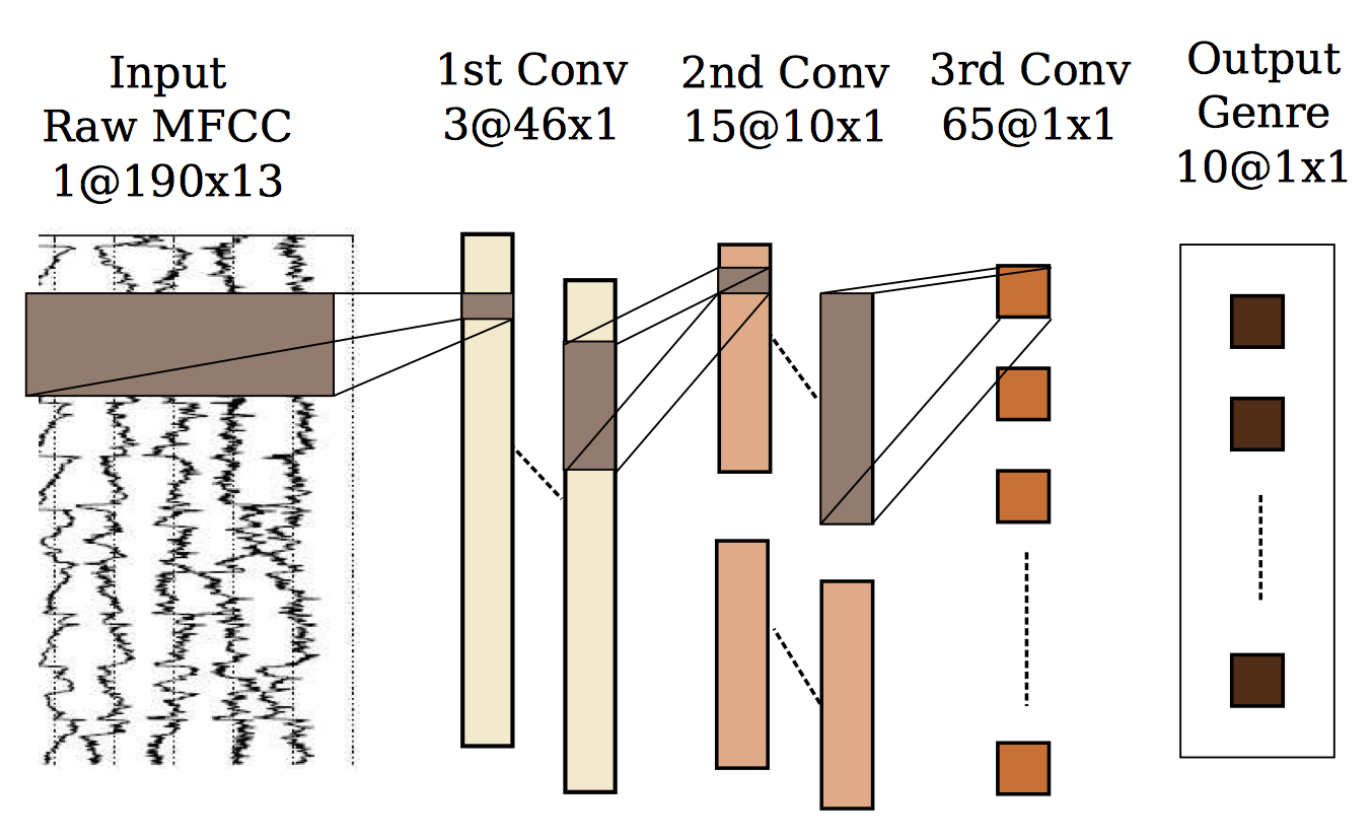 Input
Raw MFCC
1@190x13
1st Conv
3@46x1
2nd Conv
15@10x1
3rd Conv
65@1x1
Output
Genre
10@1x1